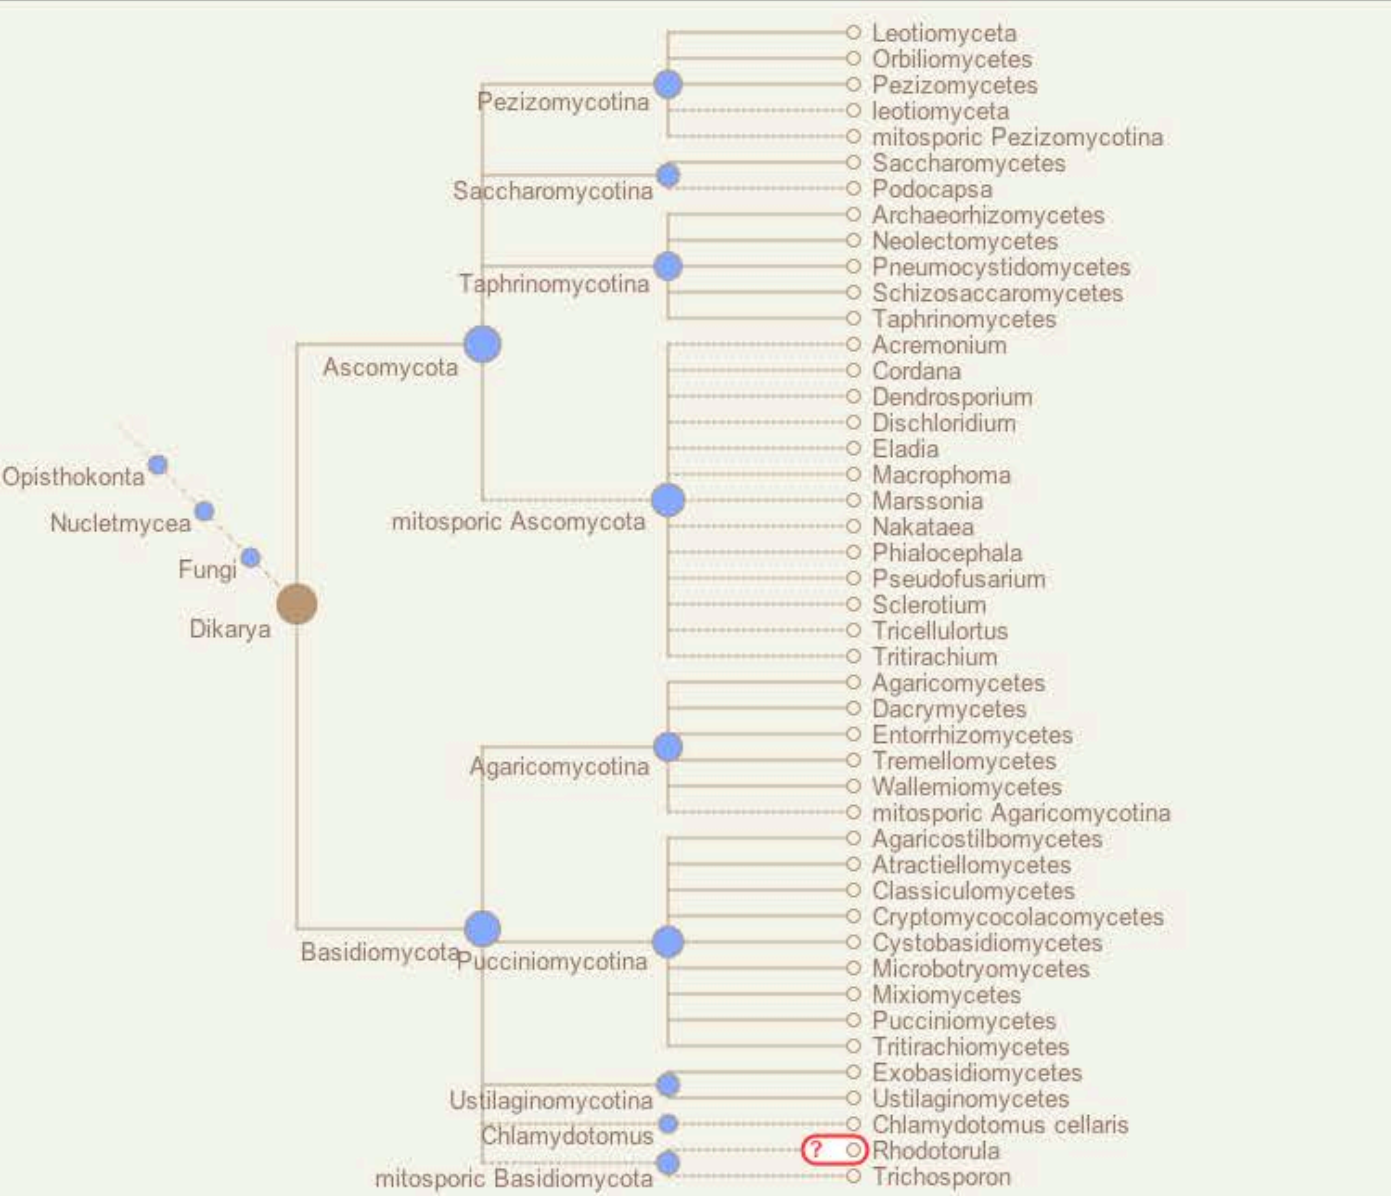 Leotiomyceta
Orbiliomycetes
Pezizomycetes
Pezizomycotina
leotiomyceta
mitosporic Pezizomycotina
Saccharomycetes
Saccharomycotina
Podocapsa
Archaeorhizomycetes
Neolectomycetes
Pneumocystidomycetes
Taphrinomycotina
Schizosaccaromycetes
Taphrinomycetes
Acremonium
Ascomycota
Cordana
Dendrosporium
Dischloridium
Eladia
Opisthokonta
Macrophoma
Marssonia
Nucletmycea
mitosporic Ascomycota
Nakataea
Phialocephala
Fungi
Pseudofusarium
Sclerotium
Dikarya
Tricellulortus
Tritirachium
Agaricomycetes
Dacrymycetes
Entorrhizomycetes
Agaricomycotina
Tremellomycetes
Wallemiomycetes
mitosporic Agaricomycotina
Agaricostilbomycetes
Atractiellomycetes
Classiculomycetes
Cryptomycocolacomycetes
Cystobasidiomycetes
Basidiomycota
Pucciniomycotina
Microbotryomycetes
Mixiomycetes
Pucciniomycetes
Tritirachiomycetes
Exobasidiomycetes
Ustilaginomycotina
Ustilaginomycetes
Chlamydotomus cellaris
Chlamydotomus
? Rhodotorula
mitosporic Basidiomycota
Trichosporon